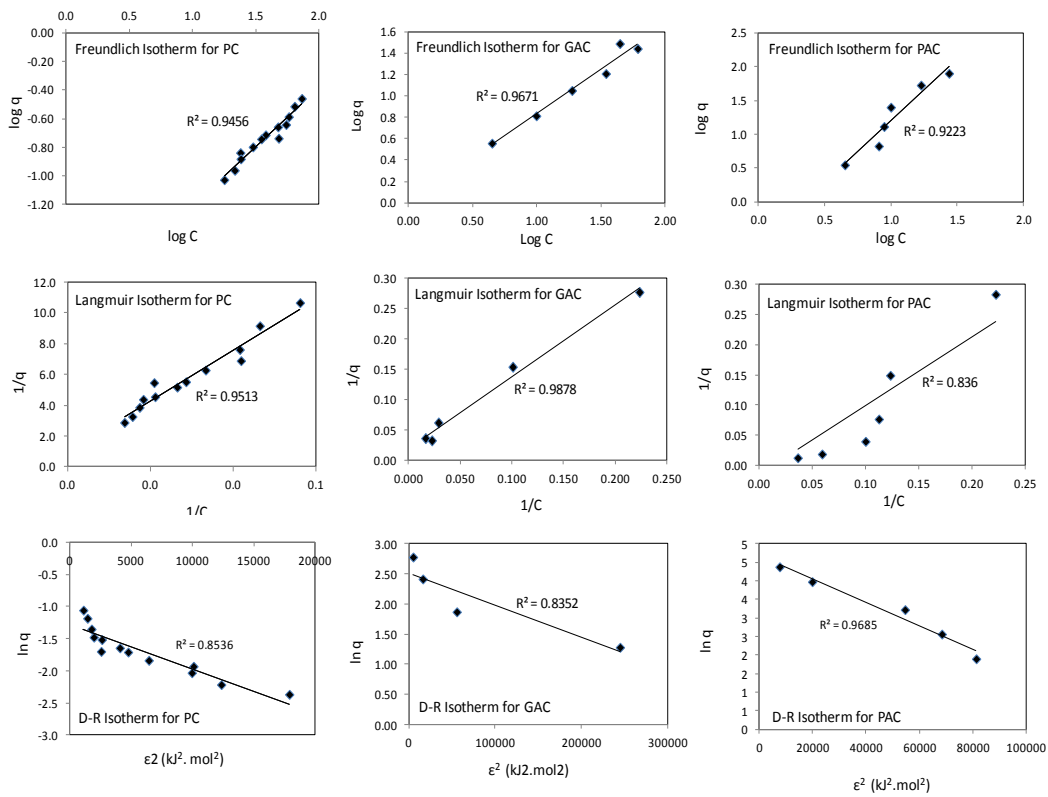 0.0 0.5 1.0 1.5 2.0
Freundlich Isotherm for PC
0.00
-0.40
-0.60
-0.80
-1.00
-1.20
log q
R² = 0.9456
log C
Freundlich Isotherm for GAC
1.6
1.4
1.2
1.0
0.8
0.6
0.4
0.2
0.0
Log q
R² = 0.9671
0.00 0.50 1.00 1.50 2.00
Log C
Freundlich Isotherm for PAC
2.5
2.0
1.5
1.0
0.5
0.0
log q
R² = 0.9223
0.0 0.5 1.0 1.5 2.0
log C
Langmuir Isotherm for PC
12.0
10.0
8.0
6.0
4.0
2.0
0.0
1/q
R² = 0.9513
0.0 0.0 0.0 0.1
1/C
Langmuir Isotherm for GAC
0.30
0.25
0.20
0.15
0.10
0.05
0.00
1/q
R² = 0.9878
0.000 0.050 0.100 0.150 0.200 0.250
1/C
Langmuir Isotherm for PAC
0.30
0.25
0.20
0.15
0.10
0.05
0.00
1/q
R² = 0.836
0.00 0.05 0.10 0.15 0.20 0.25
1/C
0 5000 10000 15000 20000
0.0
-0.5
-1.0
-1.5
-2.0
-2.5
-3.0
ln q
R² = 0.8536
D-R Isotherm for PC
ε2 (kJ². mol²)
3.00
2.50
2.00
1.50
1.00
0.50
0.00
ln q
R² = 0.8352
D-R Isotherm for GAC
0 100000 200000 300000
ε² (kJ2.mol2)
5
4
4
3
3
2
2
1
1
0
ln q
R² = 0.9685
D-R Isotherm for PAC
0 20000 40000 60000 80000 100000
ε² (kJ².mol²)